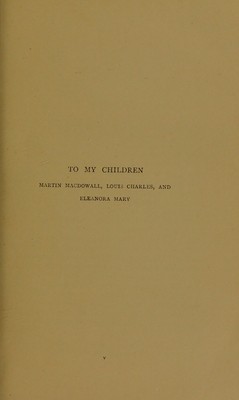 TO MY CHILDREN
MARTIN MACDOWALL, LOUIS CHARLES, AND
ELEANORA MARY
v